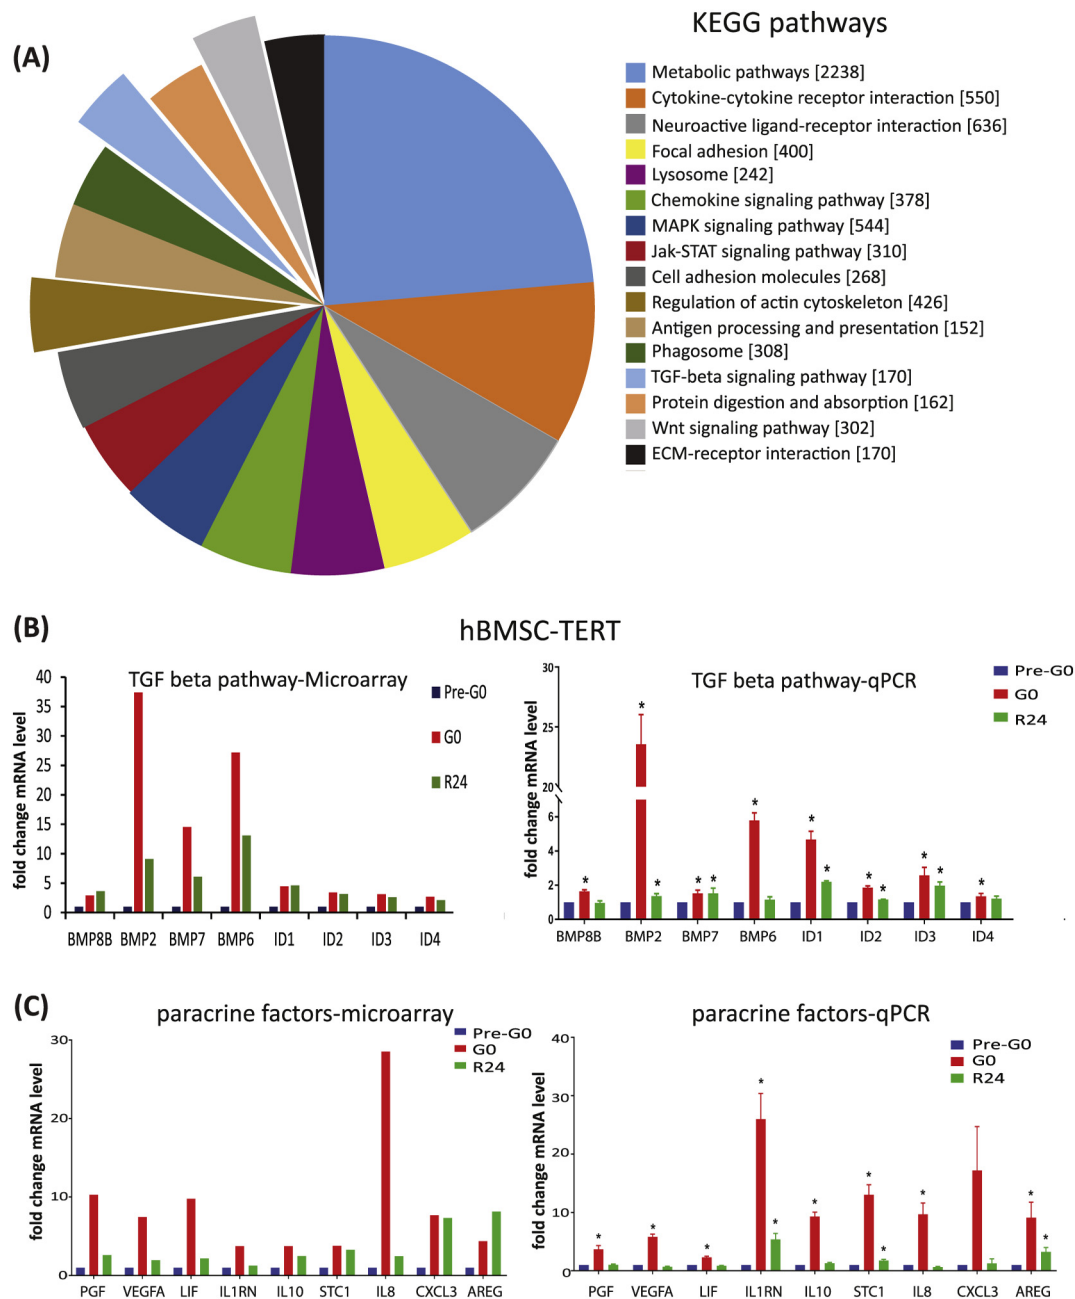 KEGG pathways
(A)
Metabolic pathways [2238]
Cytokine-cytokine receptor interaction [550]
Neuroactive ligand-receptor interaction [636]
Focal adhesion [400]
Lysosome [242]
Chemokine signaling pathway [378]
MAPK signaling pathway [544]
Jak-STAT signaling pathway [310]
Cell adhesion molecules [268]
Regulation of actin cytoskeleton [426]
Antigen processing and presentation [152]
Phagosome [308]
TGF-beta signaling pathway [170]
Protein digestion and absorption [162]
Wnt signaling pathway [302]
ECM-receptor interaction [170]
(B)
hBMSC-TERT
TGF beta pathway-Microarray
fold change mRNA level
40
35
30
25
20
15
10
5
0
Pre-G0
G0
R24
BMP8B BMP2 BMP7 BMP6 ID1 ID2 ID3 ID4
TGF beta pathway-qPCR
fold change mRNA level
30
25
20
6
4
2
0
Pre-G0
G0
R24
* * * * * * * * * * * * *
BMP8B BMP2 BMP7 BMP6 ID1 ID2 ID3 ID4
(C)
paracrine factors-microarray
fold change mRNA level
30
20
10
0
Pre-G0
G0
R24
PGF VEGFA LIF IL1RN IL10 STC1 IL8 CXCL3 AREG
paracrine factors-qPCR
fold change mRNA level
40
30
20
10
0
Pre-G0
G0
R24
* * * * * * * * * * *
PGF VEGFA LIF IL1RN IL10 STC1 IL8 CXCL3 AREG